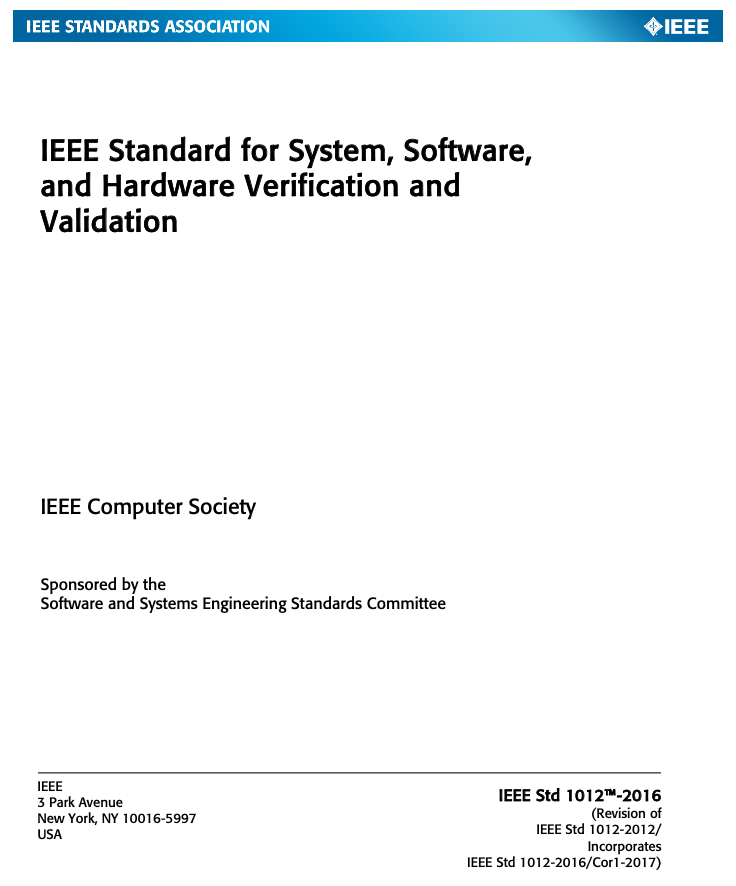 IEEE STANDARDS ASSOCIATION
IEEE
IEEE Standard for System, Software,
and Hardware Verification and
Validation
IEEE Computer Society
Sponsored by the
Software and Systems Engineering Standards Committee
IEEE
3 Park Avenue
New York, NY 10016-5997
USA
IEEE Std 1012™-2016
(Revision of
IEEE Std 1012-2012/
Incorporates
IEEE Std 1012-2016/Cor1-2017)